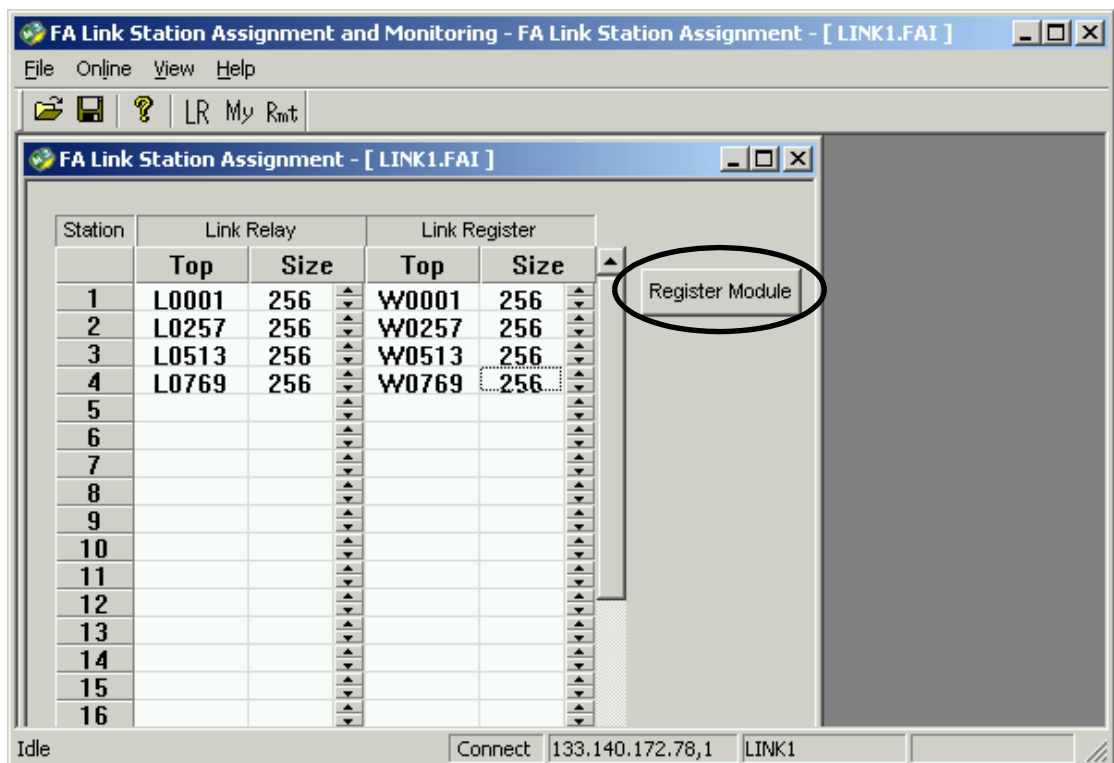 FA Link Station Assignment and Monitoring - FA Link Station Assignment - [ LINK1.FAI ]
File Online View Help
LR My Rmt
FA Link Station Assignment - [ LINK1.FAI ]
Station Link Relay Link Register
Top Size Top Size
Register Module
1 L0001 256 W0001 256
2 L0257 256 W0257 256
3 L0513 256 W0513 256
4 L0769 256 W0769 256
5
6
7
8
9
10
11
12
13
14
15
16
Idle Connect 133.140.172.78,1 LINK1